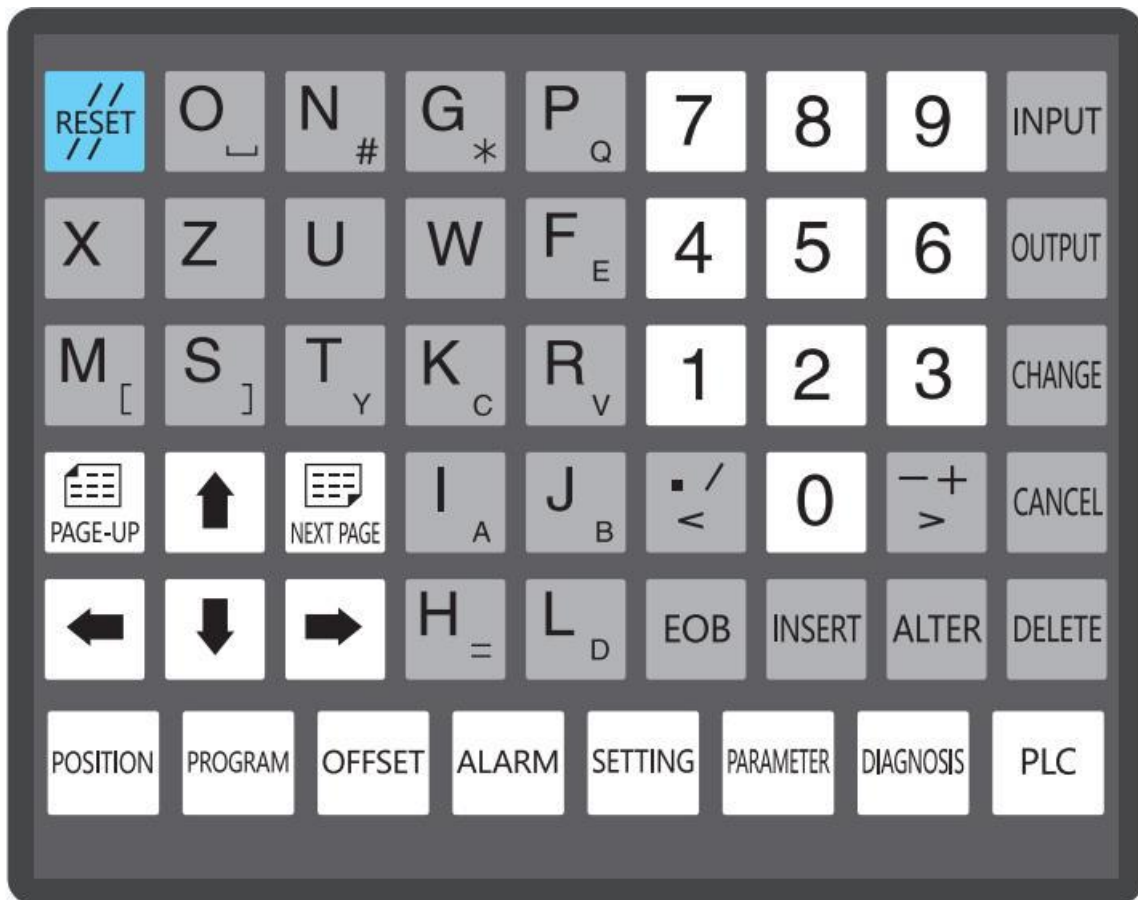 // RESET // O ␣ N # G * P Q 7 8 9 INPUT
X Z U W F E 4 5 6 OUTPUT
M [ S ] T Y K C R V 1 2 3 CHANGE
PAGE-UP NEXT PAGE I A J B . / < 0 - + > CANCEL
H = L D EOB INSERT ALTER DELETE
POSITION PROGRAM OFFSET ALARM SETTING PARAMETER DIAGNOSIS PLC